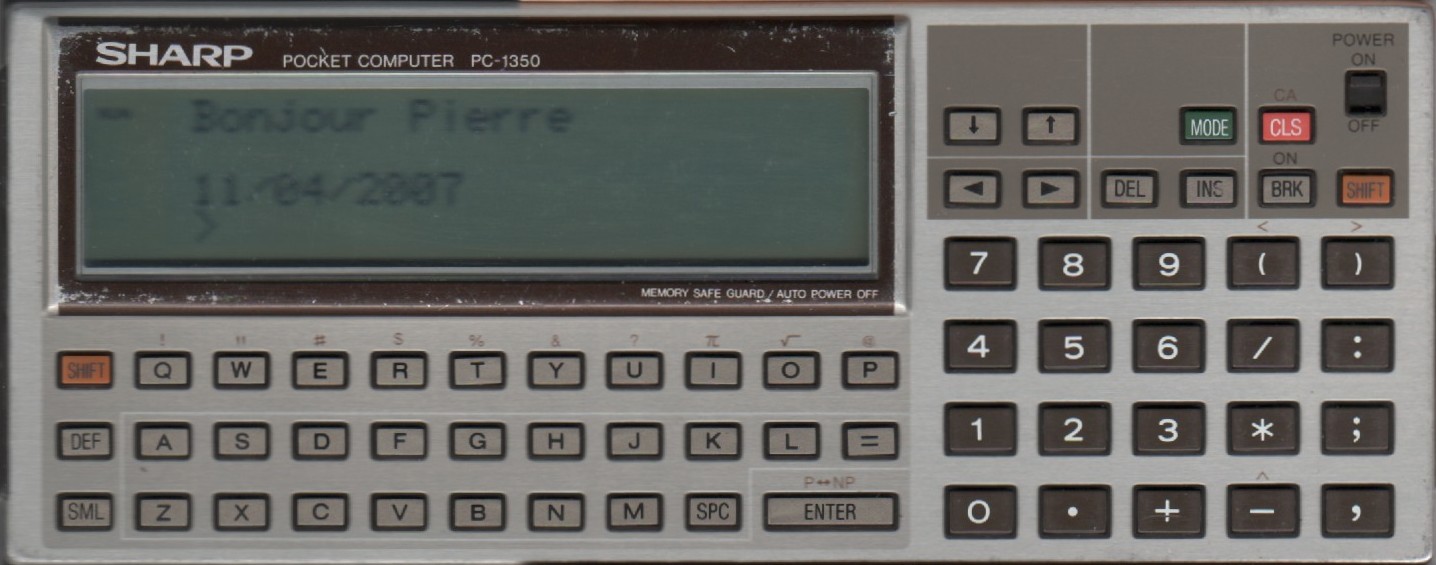 SHARP POCKET COMPUTER PC-1350
Bonjour Pierre
11/04/2007
>
MEMORY SAFE GUARD / AUTO POWER OFF
POWER
ON
OFF
↓ ↑ MODE CA CLS
◄ ► DEL INS ON BRK SHIFT
< >
7 8 9 ( )
4 5 6 / :
1 2 3 * ;
^
0 • + − ,
! " # $ % & ? π √ @
SHIFT Q W E R T Y U I O P
DEF A S D F G H J K L =
P↔NP
SML Z X C V B N M SPC ENTER